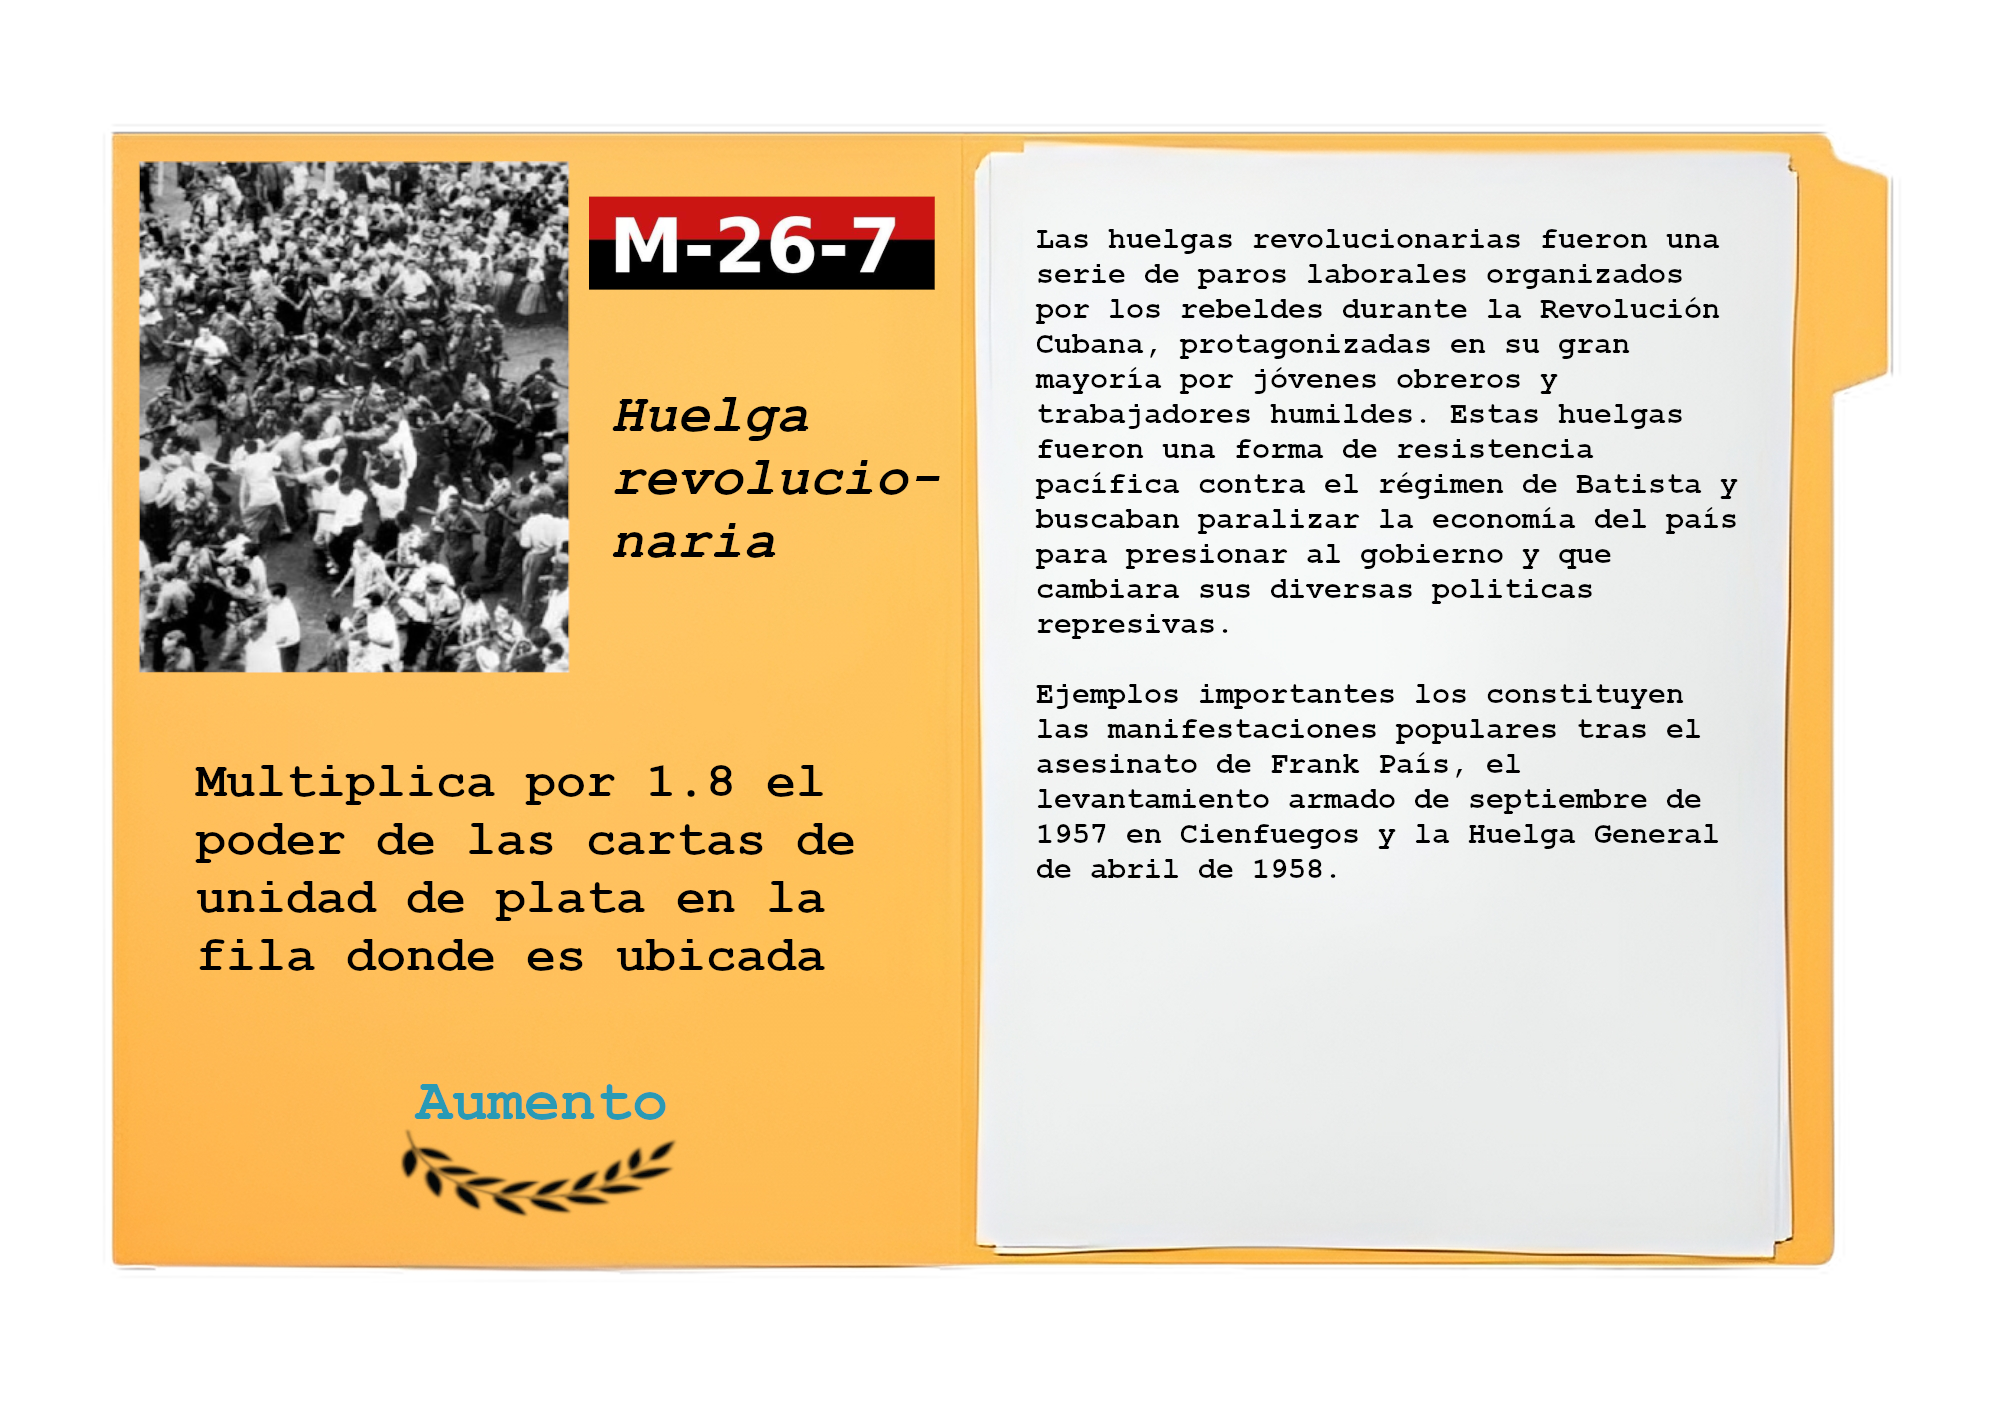 M-26-7
Huelga
revolucio-
naria
Multiplica por 1.8 el
poder de las cartas de
unidad de plata en la
fila donde es ubicada
Aumento
Las huelgas revolucionarias fueron una
serie de paros laborales organizados
por los rebeldes durante la Revolución
Cubana, protagonizadas en su gran
mayoría por jóvenes obreros y
trabajadores humildes. Estas huelgas
fueron una forma de resistencia
pacífica contra el régimen de Batista y
buscaban paralizar la economía del país
para presionar al gobierno y que
cambiara sus diversas politicas
represivas.
Ejemplos importantes los constituyen
las manifestaciones populares tras el
asesinato de Frank País, el
levantamiento armado de septiembre de
1957 en Cienfuegos y la Huelga General
de abril de 1958.